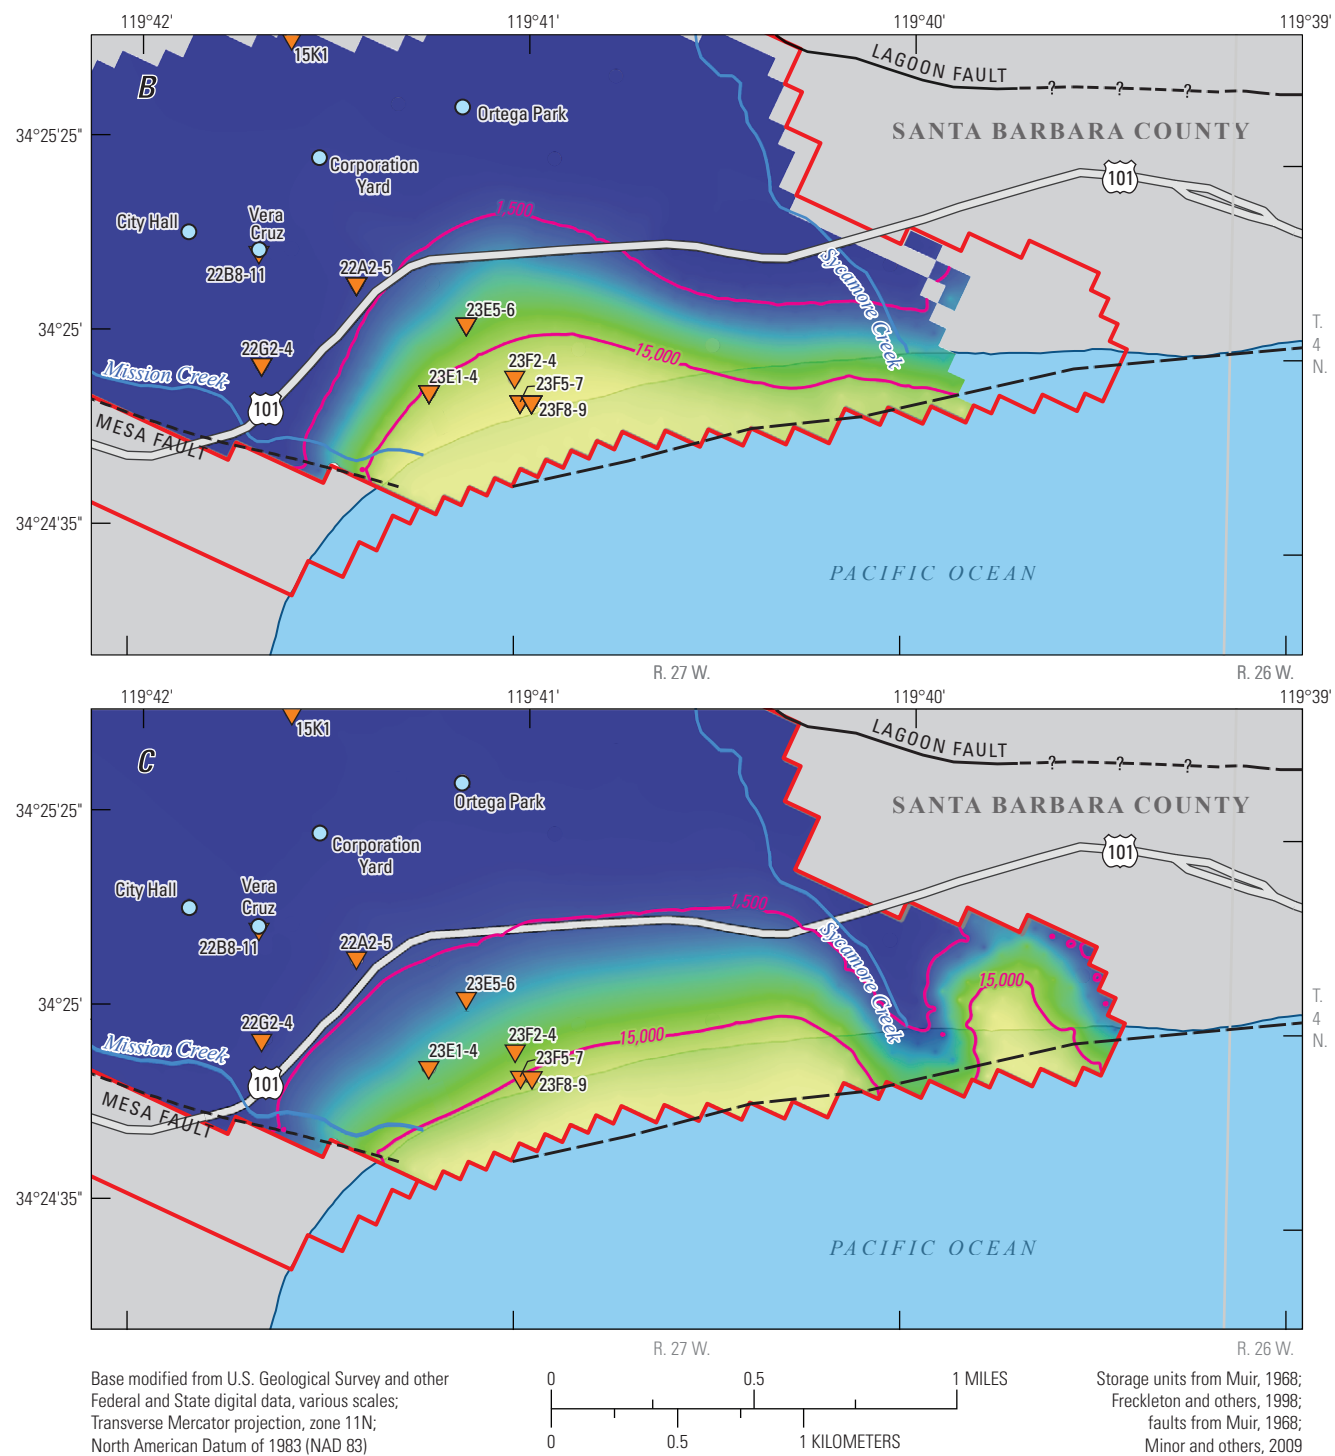 119°42'
119°41'
119°40'
119°39'
15K1
B
LAGOON FAULT
?
?
?
Ortega Park
34°25'25"
SANTA BARBARA COUNTY
Corporation
Yard
101
City Hall
Vera
Cruz
1,500
22B8-11
22A2-5
Sycamore Creek
23E5-6
34°25'
T.
4
N.
22G2-4
15,000
Mission Creek
23F2-4
23E1-4
23F5-7
101
23F8-9
MESA FAULT
34°24'35"
PACIFIC OCEAN
R. 27 W.
R. 26 W.
119°42'
119°41'
119°40'
119°39'
15K1
C
LAGOON FAULT
?
?
?
Ortega Park
34°25'25"
SANTA BARBARA COUNTY
Corporation
Yard
101
City Hall
Vera
Cruz
1,500
22B8-11
22A2-5
Sycamore Creek
23E5-6
15,000
34°25'
T.
4
N.
22G2-4
15,000
Mission Creek
23F2-4
23E1-4
23F5-7
101
23F8-9
MESA FAULT
34°24'35"
PACIFIC OCEAN
R. 27 W.
R. 26 W.
Base modified from U.S. Geological Survey and other
Federal and State digital data, various scales;
Transverse Mercator projection, zone 11N;
North American Datum of 1983 (NAD 83)
0 0.5 1 MILES
0 0.5 1 KILOMETERS
Storage units from Muir, 1968;
Freckleton and others, 1998;
faults from Muir, 1968;
Minor and others, 2009